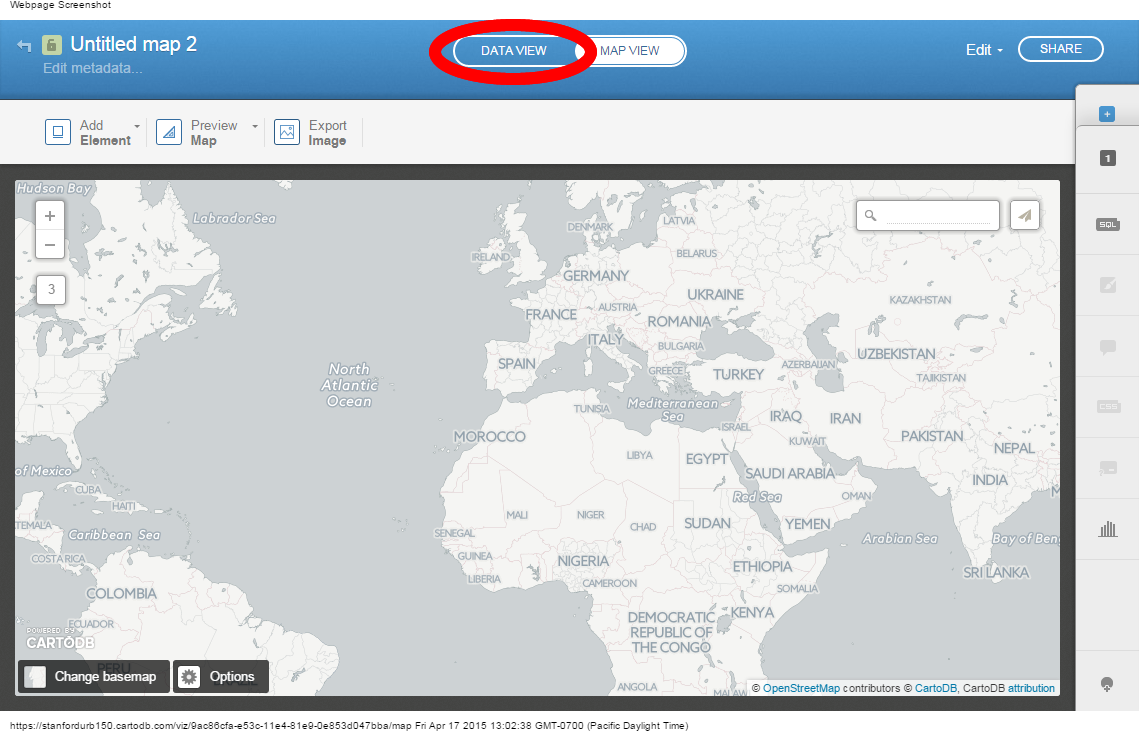 Webpage Screenshot
Untitled map 2
Edit metadata...
DATA VIEW
MAP VIEW
Edit
SHARE
Add
Element
Preview
Map
Export
Image
+
1
SQL
CSS
Hudson Bay
+
−
3
Labrador Sea
DENMARK
LATVIA
IRELAND
BELARUS
GERMANY
UKRAINE
KAZAKHSTAN
FRANCE
AUSTRIA
ROMANIA
ITALY
BULGARIA
UZBEKISTAN
SPAIN
GREECE
TURKEY
AZERBAIJAN
TAJIKISTAN
North
Atlantic
Ocean
TUNISIA
Mediterranean
Sea
ISRAEL
IRAQ
IRAN
MOROCCO
KUWAIT
PAKISTAN
NEPAL
LIBYA
EGYPT
of Mexico
SAUDI ARABIA
INDIA
CUBA
Red Sea
OMAN
M
HAITI
MALI
NIGER
CHAD
SUDAN
YEMEN
TEMALA
Caribbean Sea
SENEGAL
Arabian Sea
Bay of Ben
COSTA RICA
GUINEA
NIGERIA
ETHIOPIA
SRI LANKA
LIBERIA
CAMEROON
SOMALIA
COLOMBIA
DEMOCRATIC
REPUBLIC OF
THE CONGO
KENYA
ECUADOR
POWERED BY
CARTODB
PERU
Change basemap
Options
ANGOLA
MALAW
© OpenStreetMap contributors © CartoDB, CartoDB attribution
https://stanfordurb150.cartodb.com/viz/9ac86cfa-e53c-11e4-81e9-0e853d047bba/map Fri Apr 17 2015 13:02:38 GMT-0700 (Pacific Daylight Time)